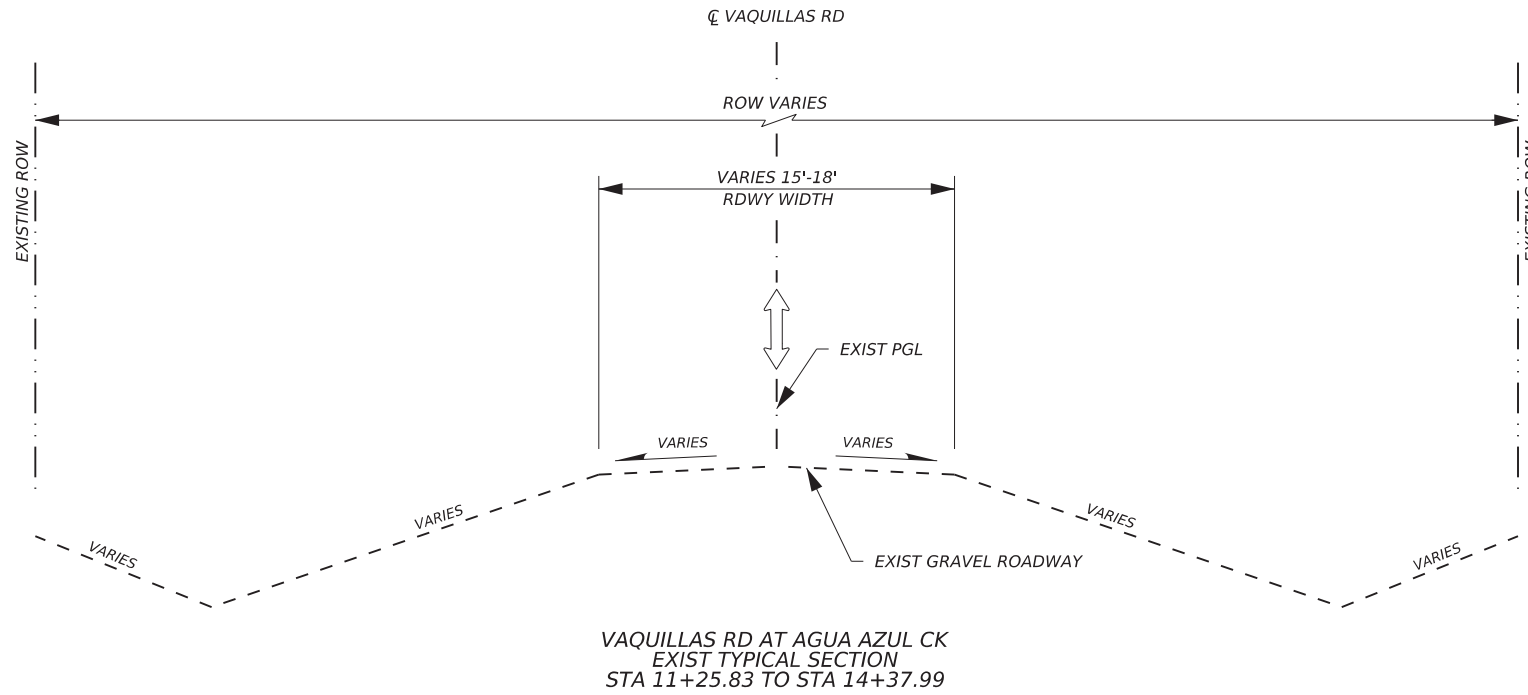 ℄ VAQUILLAS RD
ROW VARIES
EXISTING ROW
EXISTING ROW
VARIES 15'-18'
RDWY WIDTH
EXIST PGL
VARIES
VARIES
VARIES
VARIES
VARIES
VARIES
EXIST GRAVEL ROADWAY
VAQUILLAS RD AT AGUA AZUL CK
EXIST TYPICAL SECTION
STA 11+25.83 TO STA 14+37.99